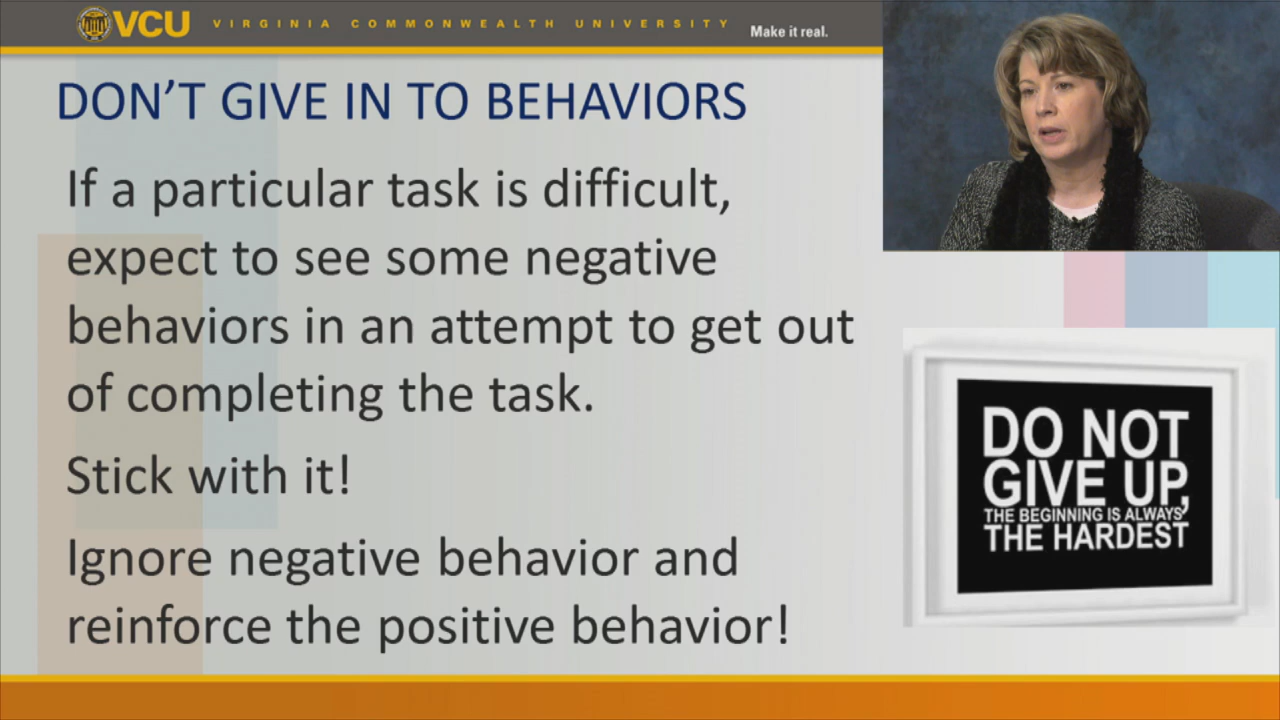 VCU VIRGINIA COMMONWEALTH UNIVERSITY Make it real.
DON'T GIVE IN TO BEHAVIORS
If a particular task is difficult,
expect to see some negative
behaviors in an attempt to get out
of completing the task.
Stick with it!
Ignore negative behavior and
reinforce the positive behavior!
DO NOT
GIVE UP,
THE BEGINNING IS ALWAYS
THE HARDEST